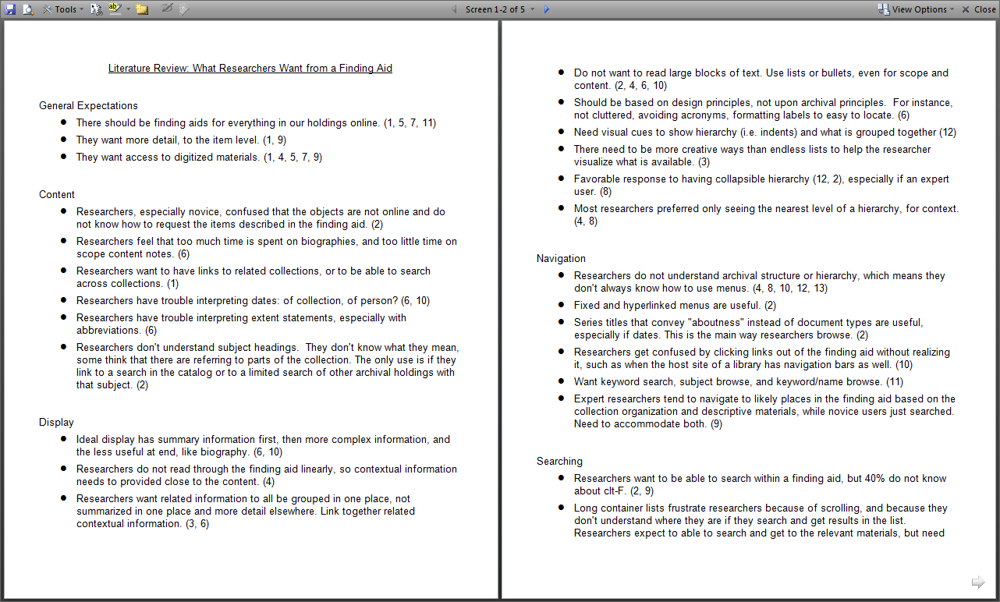 Tools
Screen 1-2 of 5
View Options
Close
Literature Review: What Researchers Want from a Finding Aid
General Expectations
● There should be finding aids for everything in our holdings online. (1, 5, 7, 11)
● They want more detail, to the item level. (1, 9)
● They want access to digitized materials. (1, 4, 5, 7, 9)
Content
● Researchers, especially novice, confused that the objects are not online and do
not know how to request the items described in the finding aid. (2)
● Researchers feel that too much time is spent on biographies, and too little time on
scope content notes. (6)
● Researchers want to have links to related collections, or to be able to search
across collections. (1)
● Researchers have trouble interpreting dates: of collection, of person? (6, 10)
● Researchers have trouble interpreting extent statements, especially with
abbreviations. (6)
● Researchers don't understand subject headings.  They don't know what they mean,
some think that there are referring to parts of the collection. The only use is if they
link to a search in the catalog or to a limited search of other archival holdings with
that subject. (2)
Display
● Ideal display has summary information first, then more complex information, and
the less useful at end, like biography. (6, 10)
● Researchers do not read through the finding aid linearly, so contextual information
needs to provided close to the content. (4)
● Researchers want related information to all be grouped in one place, not
summarized in one place and more detail elsewhere. Link together related
contextual information. (3, 6)
● Do not want to read large blocks of text. Use lists or bullets, even for scope and
content. (2, 4, 6, 10)
● Should be based on design principles, not upon archival principles.  For instance,
not cluttered, avoiding acronyms, formatting labels to easy to locate. (6)
● Need visual cues to show hierarchy (i.e. indents) and what is grouped together (12)
● There need to be more creative ways than endless lists to help the researcher
visualize what is available. (3)
● Favorable response to having collapsible hierarchy (12, 2), especially if an expert
user. (8)
● Most researchers preferred only seeing the nearest level of a hierarchy, for context.
(4, 8)
Navigation
● Researchers do not understand archival structure or hierarchy, which means they
don't always know how to use menus. (4, 8, 10, 12, 13)
● Fixed and hyperlinked menus are useful. (2)
● Series titles that convey "aboutness" instead of document types are useful,
especially if dates. This is the main way researchers browse. (2)
● Researchers get confused by clicking links out of the finding aid without realizing
it, such as when the host site of a library has navigation bars as well. (10)
● Want keyword search, subject browse, and keyword/name browse. (11)
● Expert researchers tend to navigate to likely places in the finding aid based on the
collection organization and descriptive materials, while novice users just searched.
Need to accommodate both. (9)
Searching
● Researchers want to be able to search within a finding aid, but 40% do not know
about clt-F. (2, 9)
● Long container lists frustrate researchers because of scrolling, and because they
don't understand where they are if they search and get results in the list.
Researchers expect to able to search and get to the relevant materials, but need